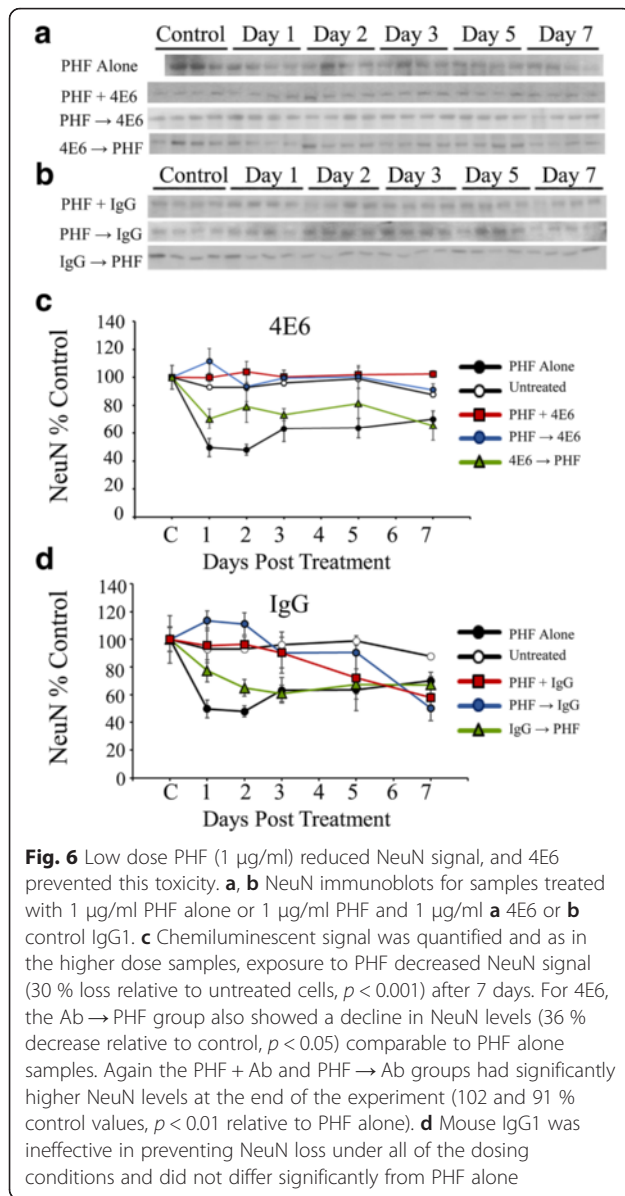 a
Control Day 1 Day 2 Day 3 Day 5 Day 7
PHF Alone
PHF + 4E6
PHF → 4E6
4E6 → PHF
b
Control Day 1 Day 2 Day 3 Day 5 Day 7
PHF + IgG
PHF → IgG
IgG → PHF
c
4E6
NeuN % Control
140
120
100
80
60
40
20
0
C 1 2 3 4 5 6 7
Days Post Treatment
PHF Alone
Untreated
PHF + 4E6
PHF → 4E6
4E6 → PHF
d
IgG
NeuN % Control
140
120
100
80
60
40
20
0
C 1 2 3 4 5 6 7
Days Post Treatment
PHF Alone
Untreated
PHF + IgG
PHF → IgG
IgG → PHF
Fig. 6 Low dose PHF (1 μg/ml) reduced NeuN signal, and 4E6
prevented this toxicity. a, b NeuN immunoblots for samples treated
with 1 μg/ml PHF alone or 1 μg/ml PHF and 1 μg/ml a 4E6 or b
control IgG1. c Chemiluminescent signal was quantified and as in
the higher dose samples, exposure to PHF decreased NeuN signal
(30 % loss relative to untreated cells, p < 0.001) after 7 days. For 4E6,
the Ab → PHF group also showed a decline in NeuN levels (36 %
decrease relative to control, p < 0.05) comparable to PHF alone
samples. Again the PHF + Ab and PHF → Ab groups had significantly
higher NeuN levels at the end of the experiment (102 and 91 %
control values, p < 0.01 relative to PHF alone). d Mouse IgG1 was
ineffective in preventing NeuN loss under all of the dosing
conditions and did not differ significantly from PHF alone